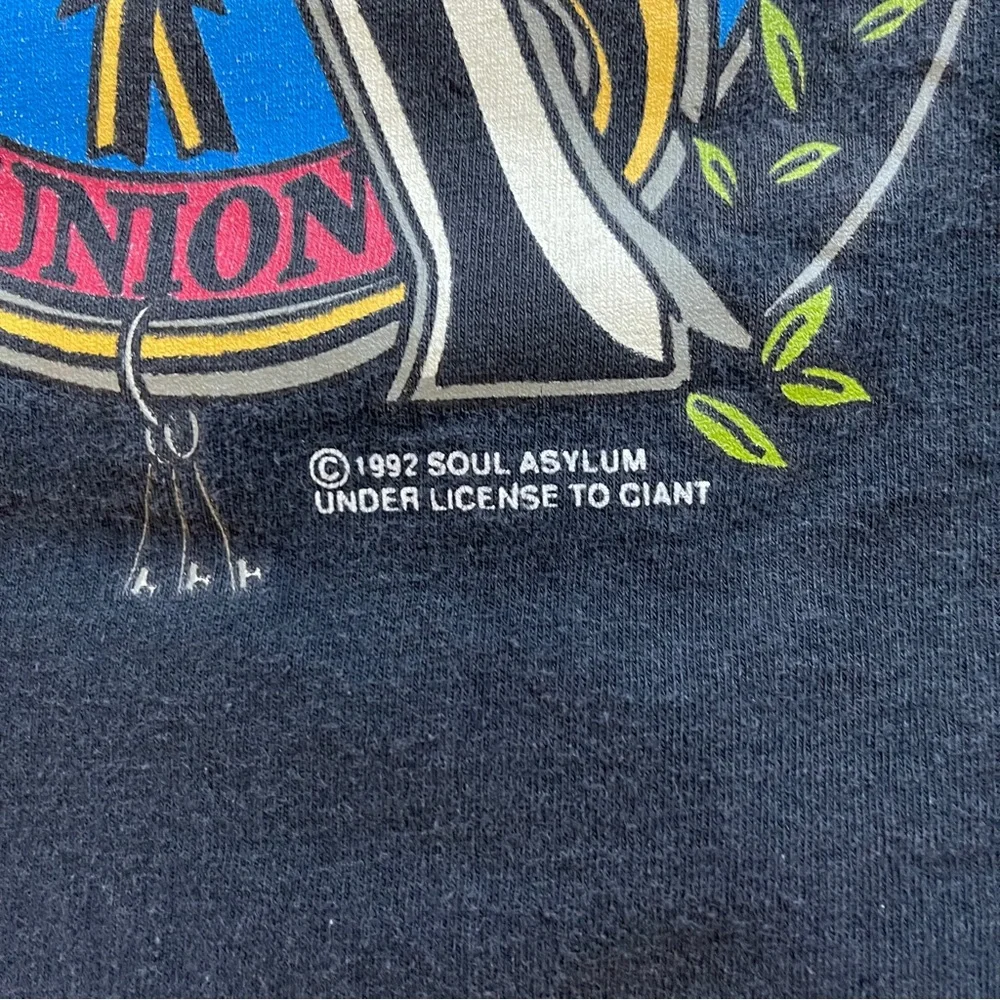 UNION
© 1992 SOUL ASYLUM
UNDER LICENSE TO GIANT